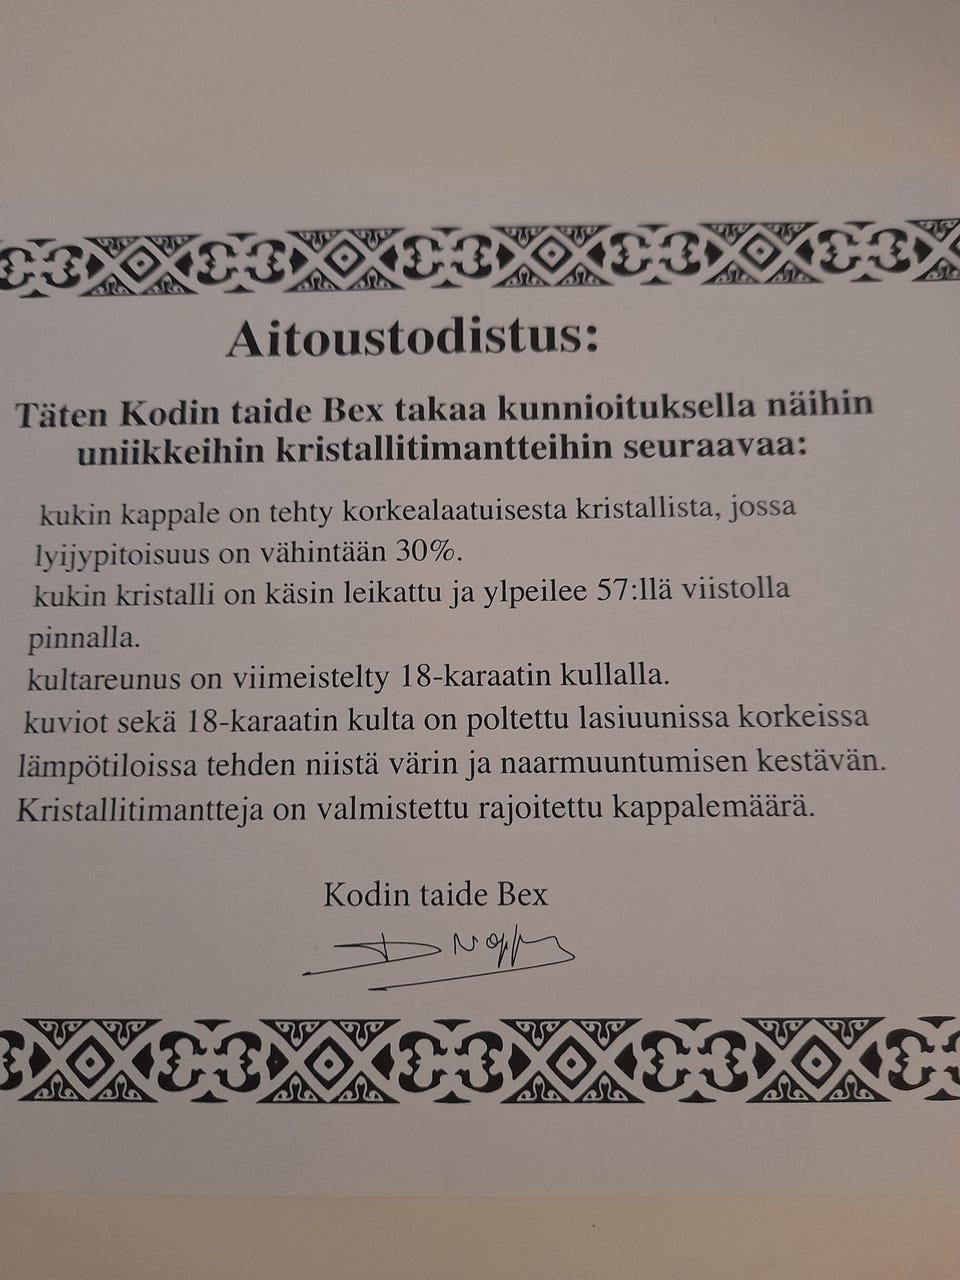 Aitoustodistus:
Täten Kodin taide Bex takaa kunnioituksella näihin
uniikkeihin kristallitimantteihin seuraavaa:
kukin kappale on tehty korkealaatuisesta kristallista, jossa
lyijypitoisuus on vähintään 30%.
kukin kristalli on käsin leikattu ja ylpeilee 57:llä viistolla
pinnalla.
kultareunus on viimeistelty 18-karaatin kullalla.
kuviot sekä 18-karaatin kulta on poltettu lasiuunissa korkeissa
lämpötiloissa tehden niistä värin ja naarmuuntumisen kestävän.
Kristallitimantteja on valmistettu rajoitettu kappalemäärä.
Kodin taide Bex